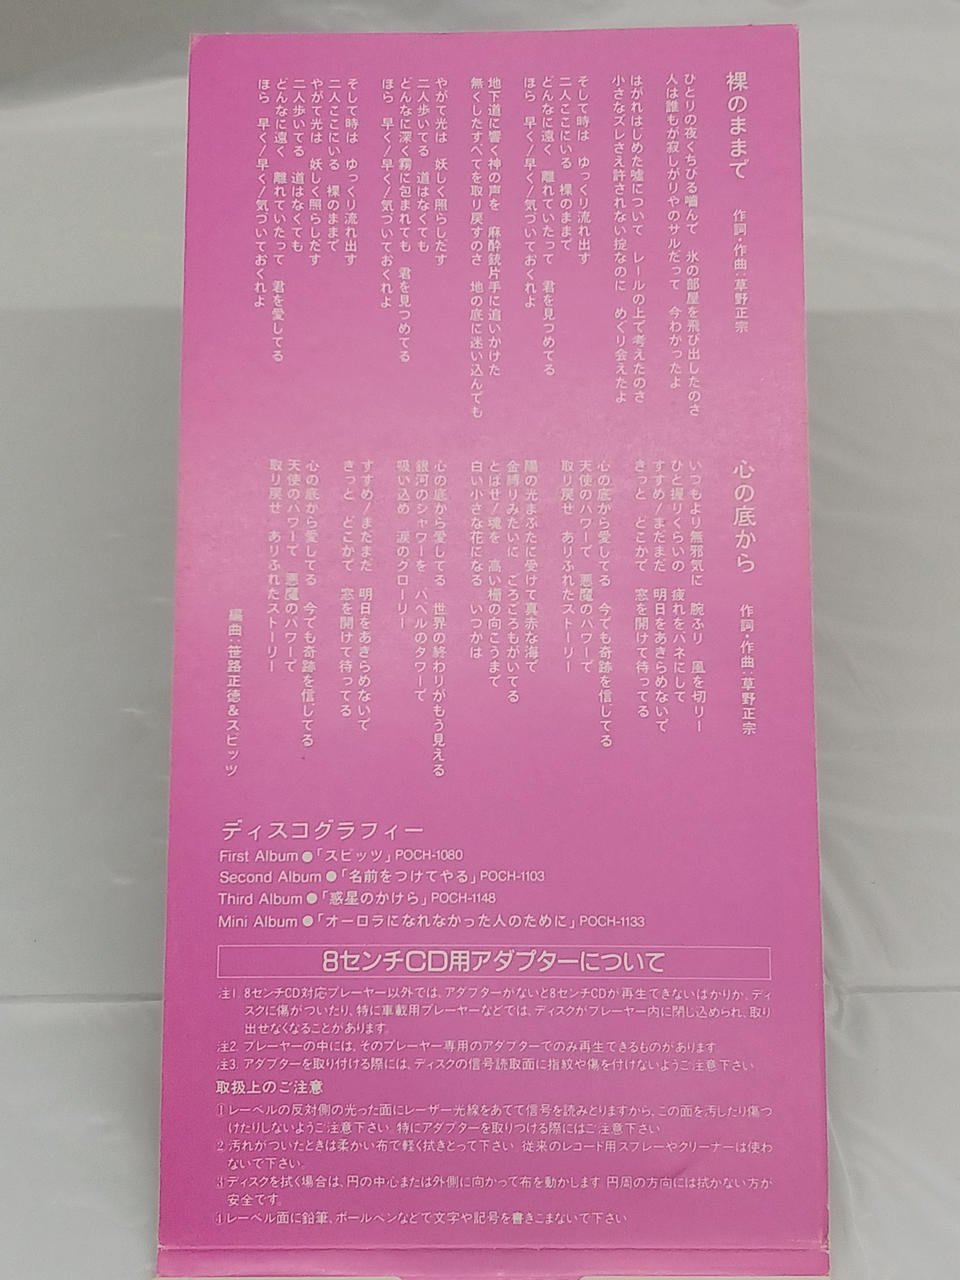 裸のままで　作詞・作曲：草野正宗
ひとりの夜くちびる噛んで　氷の部屋を飛び出したのさ
人は誰もが寂しがりやのサルだって　今わかったよ
はがれはじめた嘘について　レールの上で考えたのさ
小さなズレさえ許されない掟なのに　めぐり会えたよ
そして時は　ゆっくり流れ出す
二人ここにいる　裸のままで
どんなに遠く　離れていたって　君を見つめてる
ほら　早く！早く！気づいておくれよ
地下道に響く神の声を　麻酔銃片手に追いかけた
無くしたすべてを取り戻すのさ　地の底に迷い込んでも
やがて光は　妖しく照らしだす
二人歩いてる　道はなくても
どんなに深く霧に包まれても　君を見つめてる
ほら　早く！早く！気づいておくれよ
そして時は　ゆっくり流れ出す
二人ここにいる　裸のままで
やがて光は　妖しく照らしだす
二人歩いてる　道はなくても
どんなに遠く　離れていたって　君を愛してる
ほら　早く！早く！気づいておくれよ
心の底から　作詞・作曲：草野正宗
いつもより無邪気に　腕ふり　風を切りー
ひと握りくらいの　疲れをバネにして
すすめ！まだまだ　明日をあきらめないで
きっと　どこかで　窓を開けて待ってる
心の底から愛してる　今でも奇跡を信じてる
天使のパワーで　悪魔のパワーで
取り戻せ　ありふれたストーリー
陽の光まぶたに受けて真赤な海で
金縛りみたいに　ごろごろもがいてる
とばせ！魂を　高い柵の向こうまで
白い小さな花になる　いつかは
心の底から愛してる　世界の終わりがもう見える
銀河のシャワーを　バベルのタワーで
吸い込め　涙のグローリー
すすめ！まだまだ　明日をあきらめないで
きっと　どこかで　窓を開けて待ってる
心の底から愛してる　今でも奇跡を信じてる
天使のパワーで　悪魔のパワーで
取り戻せ　ありふれたストーリー
編曲：笹路正徳＆スピッツ
ディスコグラフィー
First Album●「スピッツ」POCH-1080
Second Album●「名前をつけてやる」POCH-1103
Third Album●「惑星のかけら」POCH-1148
Mini Album●「オーロラになれなかった人のために」POCH-1133
8センチCD用アダプターについて
注1. 8センチCD対応プレーヤー以外では、アダプターがないと8センチCDが再生できないばかりか、ディ
スクに傷がついたり、特に車載用プレーヤーなどでは、ディスクがプレーヤー内に閉じ込められ、取り
出せなくなることがあります。
注2. プレーヤーの中には、そのプレーヤー専用のアダプターでのみ再生できるものがあります。
注3. アダプターを取り付ける際には、ディスクの信号読取面に指紋や傷を付けないようご注意下さい。
取扱上のご注意
①レーベルの反対側の光った面にレーザー光線をあてて信号を読みとりますから、この面を汚したり傷つ
けたりしないようご注意下さい。特にアダプターを取りつける際にはご注意下さい。
②汚れがついたときは柔かい布で軽く拭きとって下さい。従来のレコード用スプレーやクリーナーは使わ
ないで下さい。
③ディスクを拭く場合は、円の中心または外側に向かって布を動かします。円周の方向には拭かない方が
安全です。
④レーベル面に鉛筆、ボールペンなどで文字や記号を書きこまないで下さい。